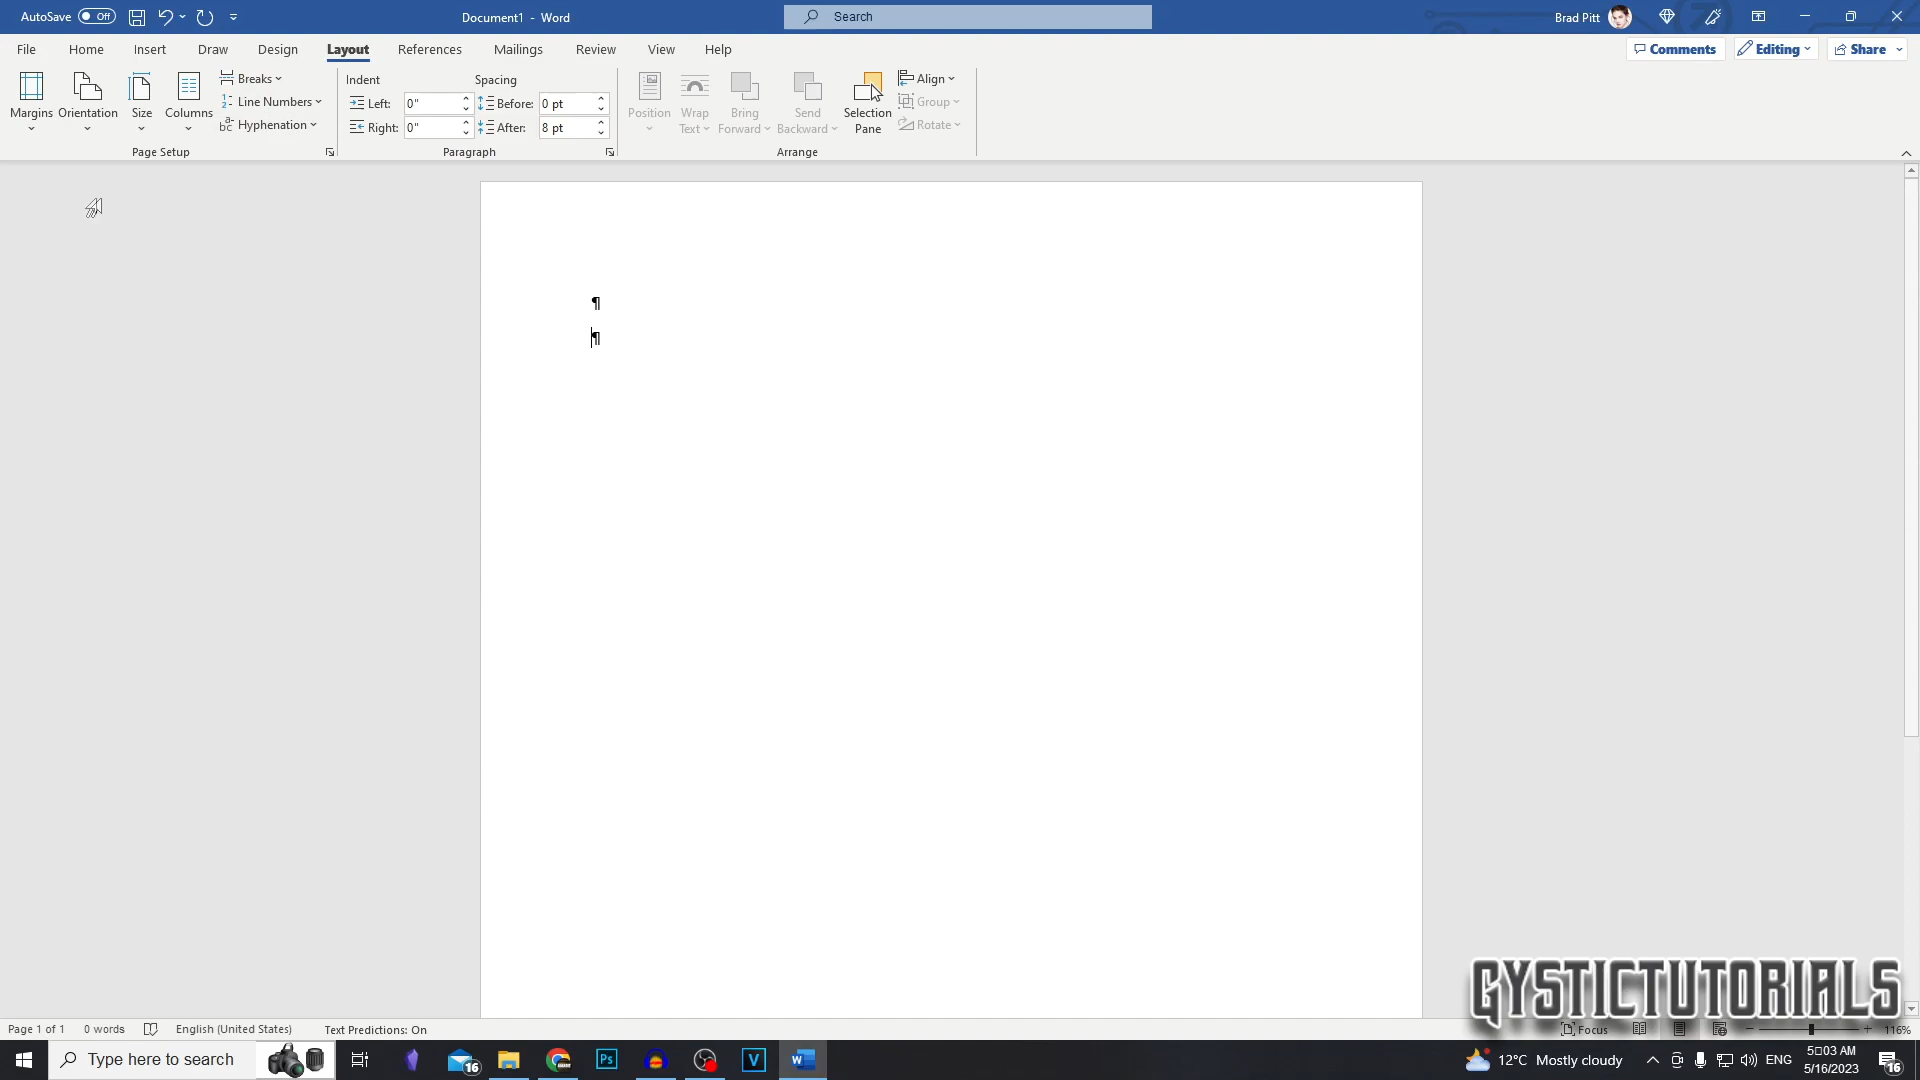 AutoSave Off
Document1 - Word
Search
Brad Pitt
File Home Insert Draw Design Layout References Mailings Review View Help
Comments Editing Share
Margins Orientation Size Columns
Breaks
Line Numbers
Hyphenation
Page Setup
Indent
Left: 0"
Right: 0"
Spacing
Before: 0 pt
After: 8 pt
Paragraph
Position
Wrap
Text
Bring
Forward
Send
Backward
Selection
Pane
Align
Group
Rotate
Arrange
¶
¶
GYSTICTUTORIALS
Page 1 of 1 0 words English (United States) Text Predictions: On
Focus 116%
Type here to search
16
Ps
V
W
12°C Mostly cloudy
ENG
5□03 AM
5/16/2023
16